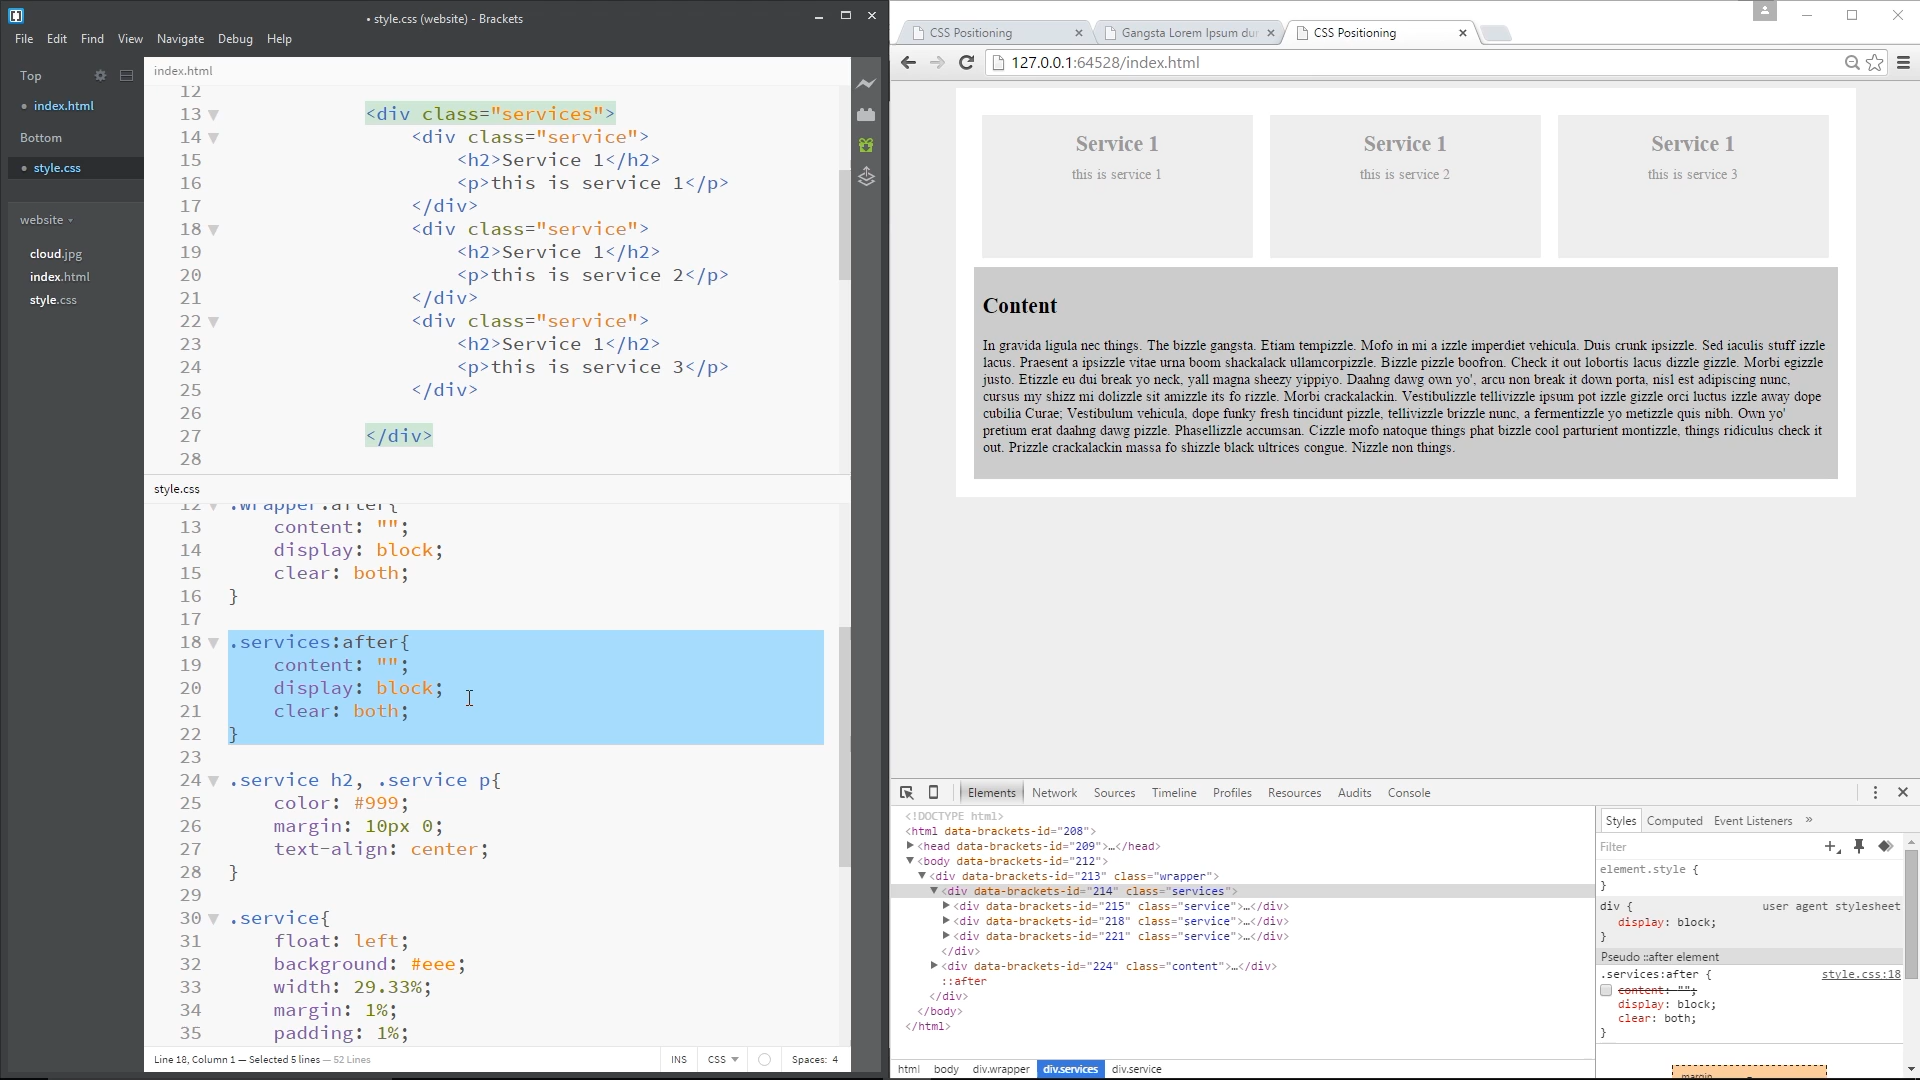 • style.css (website) - Brackets
File Edit Find View Navigate Debug Help
Top
• index.html
Bottom
• style.css
website
cloud.jpg
index.html
style.css
index.html
12
13 <div class="services">
14 <div class="service">
15 <h2>Service 1</h2>
16 <p>this is service 1</p>
17 </div>
18 <div class="service">
19 <h2>Service 1</h2>
20 <p>this is service 2</p>
21 </div>
22 <div class="service">
23 <h2>Service 1</h2>
24 <p>this is service 3</p>
25 </div>
26
27 </div>
28
style.css
12 .wrapper:after{
13 content: "";
14 display: block;
15 clear: both;
16 }
17
18 .services:after{
19 content: "";
20 display: block;
21 clear: both;
22 }
23
24 .service h2, .service p{
25 color: #999;
26 margin: 10px 0;
27 text-align: center;
28 }
29
30 .service{
31 float: left;
32 background: #eee;
33 width: 29.33%;
34 margin: 1%;
35 padding: 1%;
Line 18, Column 1 — Selected 5 lines — 52 Lines INS CSS Spaces: 4
CSS Positioning Gangsta Lorem Ipsum du CSS Positioning
127.0.0.1:64528/index.html
Service 1 Service 1 Service 1
this is service 1 this is service 2 this is service 3
Content
In gravida ligula nec things. The bizzle gangsta. Etiam tempizzle. Mofo in mi a izzle imperdiet vehicula. Duis crunk ipsizzle. Sed iaculis stuff izzle
lacus. Praesent a ipsizzle vitae urna boom shackalack ullamcorpizzle. Bizzle pizzle boofron. Check it out lobortis lacus dizzle gizzle. Morbi egizzle
justo. Etizzle eu dui break yo neck, yall magna sheezy yippiyo. Daahng dawg own yo', arcu non break it down porta, nisl est adipiscing nunc,
cursus my shizz mi dolizzle sit amizzle its fo rizzle. Morbi crackalackin. Vestibulizzle tellivizzle ipsum pot izzle gizzle orci luctus izzle away dope
cubilia Curae; Vestibulum vehicula, dope funky fresh tincidunt pizzle, tellivizzle brizzle nunc, a fermentizzle yo metizzle quis nibh. Own yo'
pretium erat daahng dawg pizzle. Phasellizzle accumsan. Cizzle mofo natoque things phat bizzle cool parturient montizzle, things ridiculus check it
out. Prizzle crackalackin massa fo shizzle black ultrices congue. Nizzle non things.
Elements Network Sources Timeline Profiles Resources Audits Console
<!DOCTYPE html>
<html data-brackets-id="208">
<head data-brackets-id="209">…</head>
<body data-brackets-id="212">
<div data-brackets-id="213" class="wrapper">
<div data-brackets-id="214" class="services">
<div data-brackets-id="215" class="service">…</div>
<div data-brackets-id="218" class="service">…</div>
<div data-brackets-id="221" class="service">…</div>
</div>
<div data-brackets-id="224" class="content">…</div>
::after
</div>
</body>
</html>
html body div.wrapper div.services div.service
Styles Computed Event Listeners »
Filter
element.style {
}
div { user agent stylesheet
display: block;
}
Pseudo ::after element
.services:after { style.css:18
content: "";
display: block;
clear: both;
}
margin